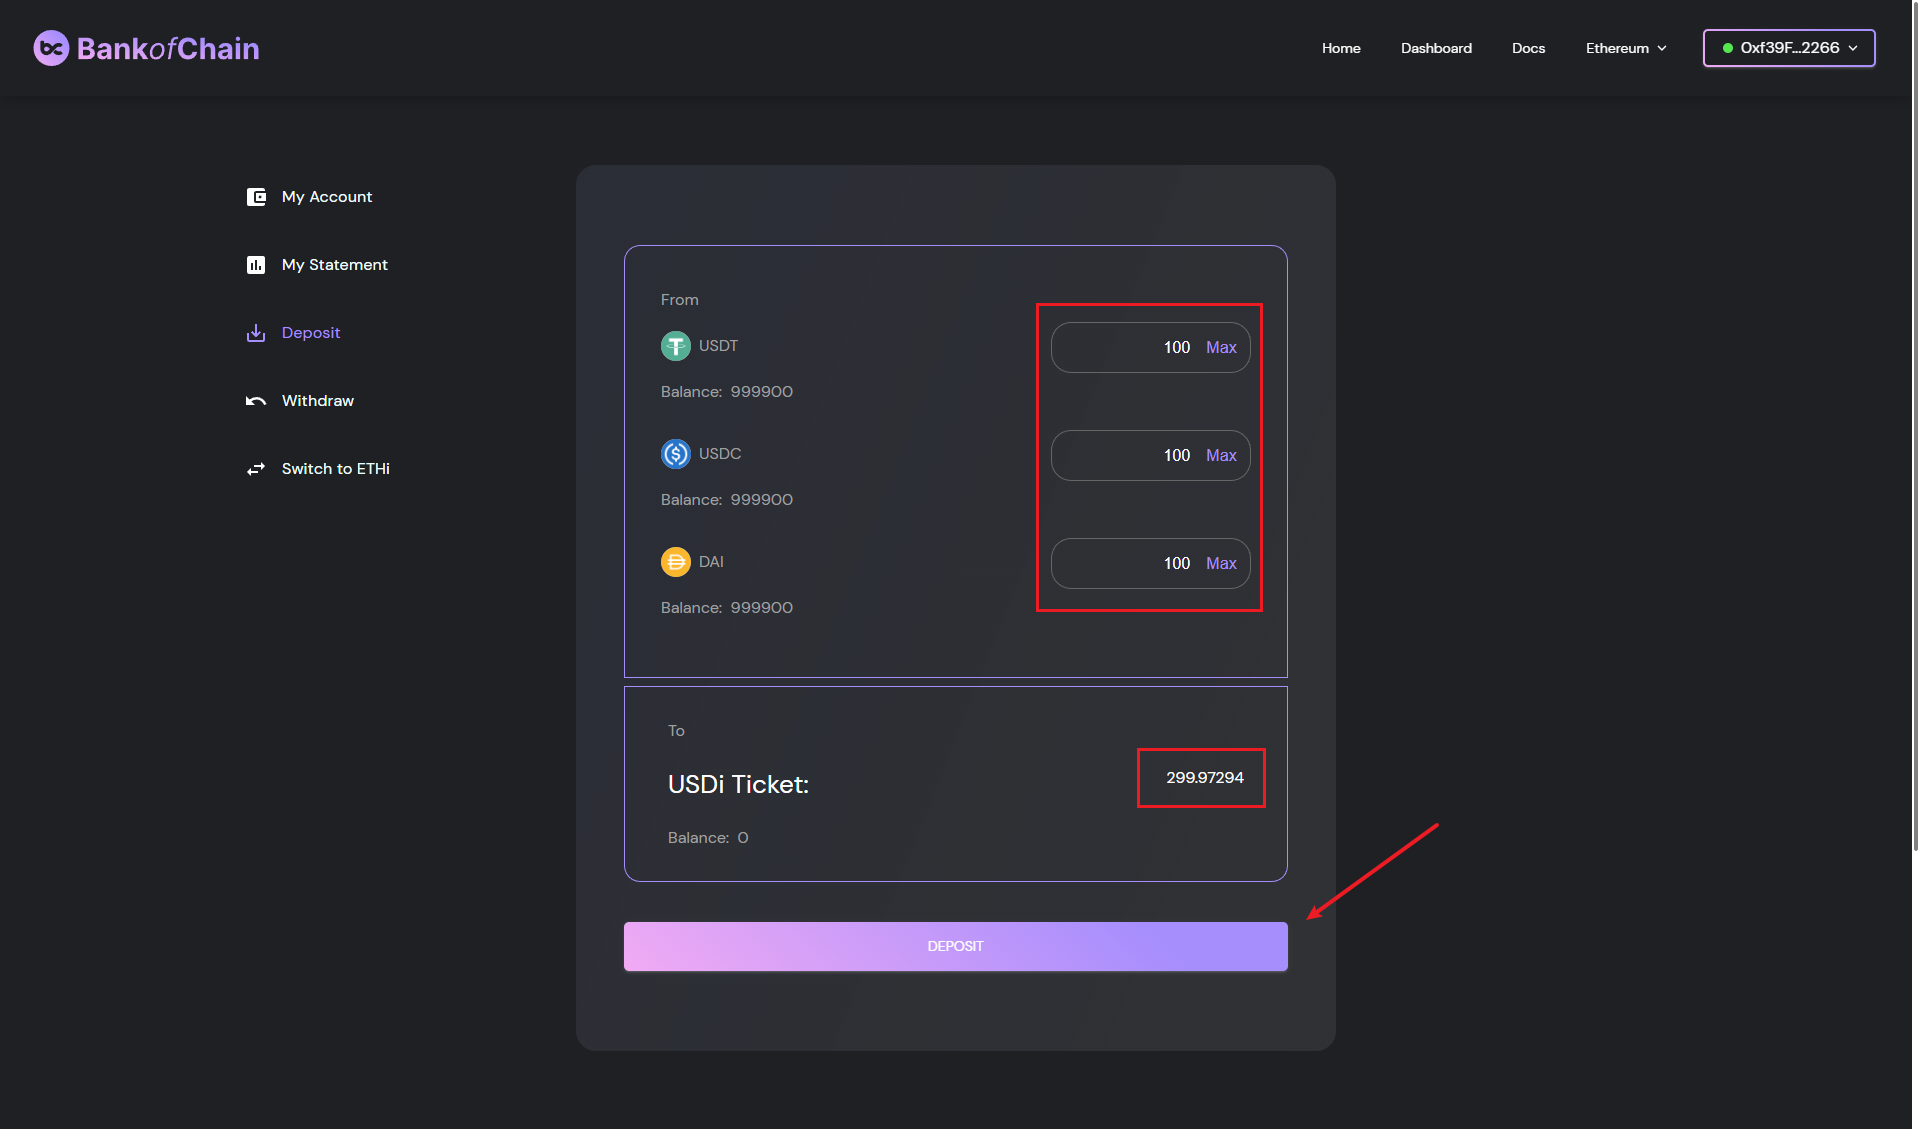 BankofChain
Home
Dashboard
Docs
Ethereum
0xf39F...2266
My Account
My Statement
Deposit
Withdraw
Switch to ETHi
From
USDT
100 Max
Balance: 999900
USDC
100 Max
Balance: 999900
DAI
100 Max
Balance: 999900
To
USDi Ticket:
299.97294
Balance: 0
DEPOSIT